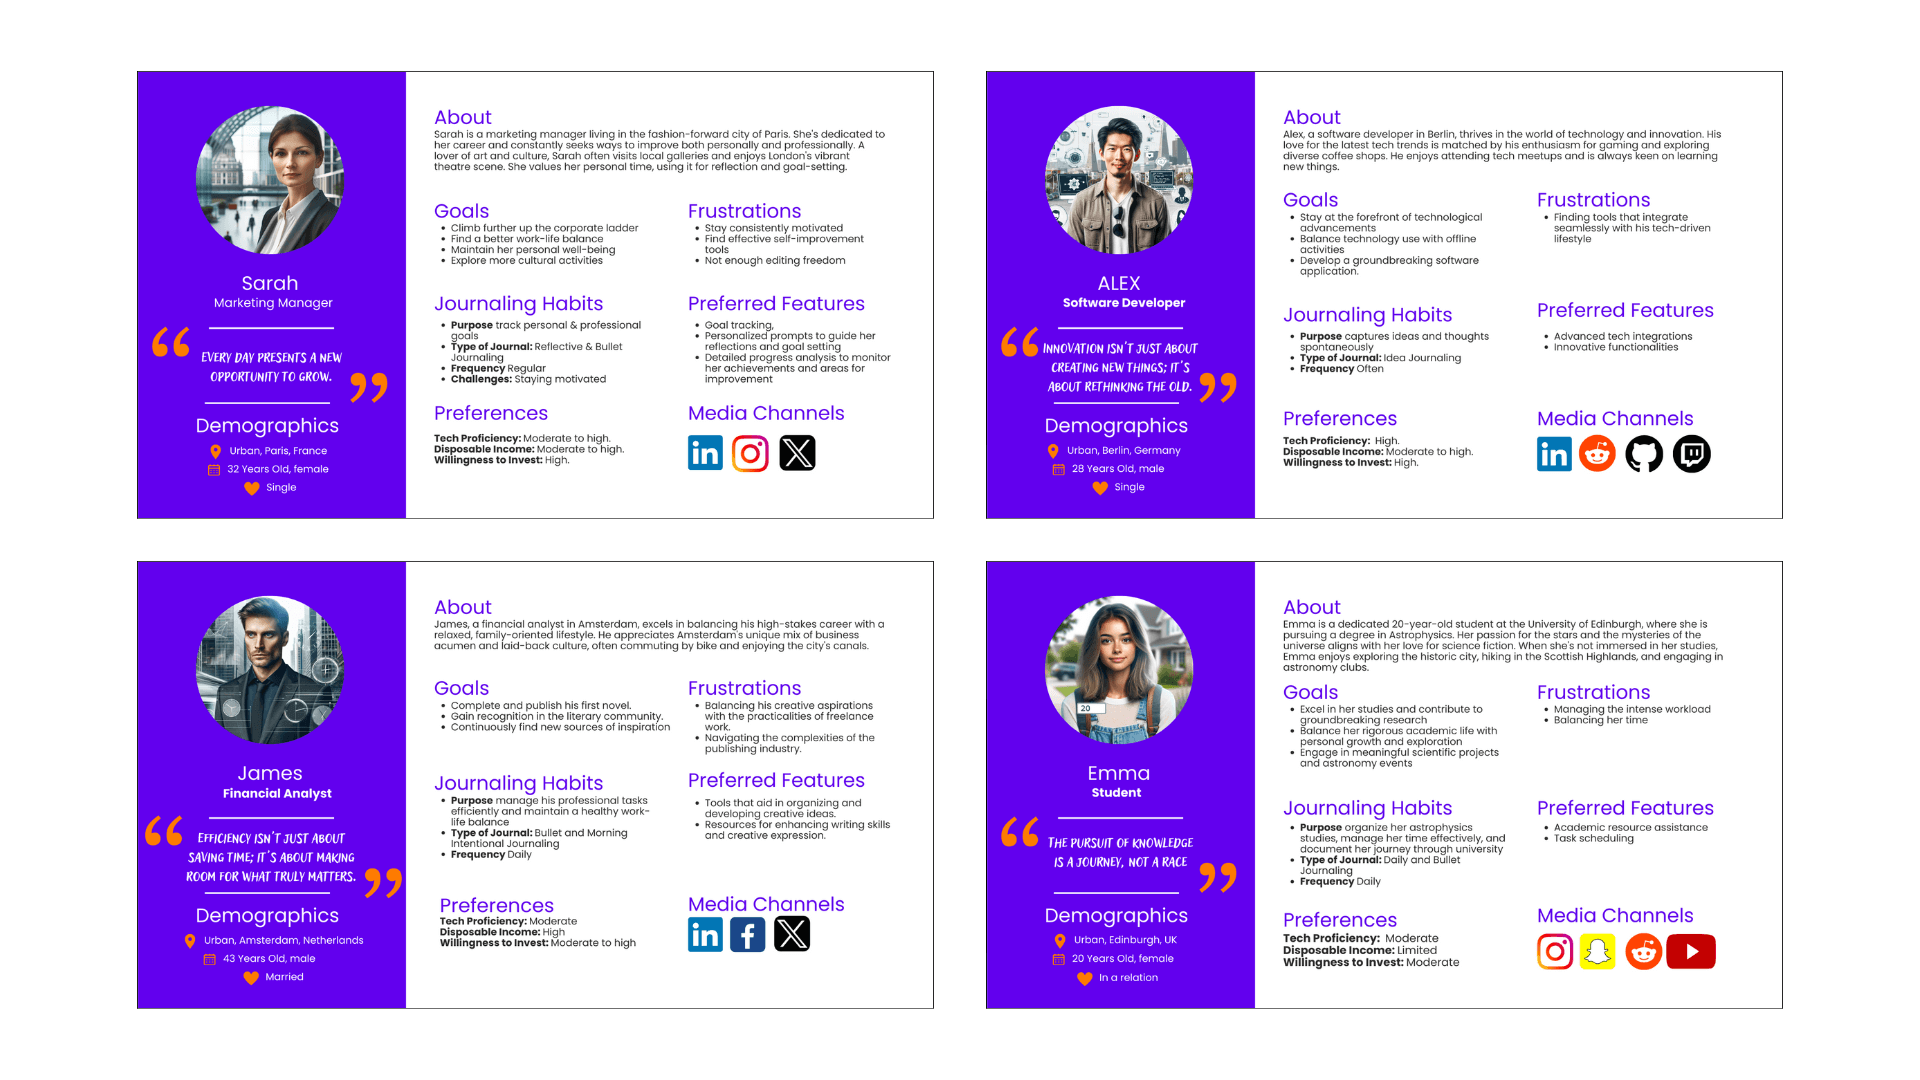 Sarah
Marketing Manager
EVERY DAY PRESENTS A NEW
OPPORTUNITY TO GROW.
Demographics
Urban, Paris, France
32 Years Old, female
Single
About
Sarah is a marketing manager living in the fashion-forward city of Paris. She's dedicated to
her career and constantly seeks ways to improve both personally and professionally. A
lover of art and culture, Sarah often visits local galleries and enjoys London's vibrant
theatre scene. She values her personal time, using it for reflection and goal-setting.
Goals
• Climb further up the corporate ladder
• Find a better work-life balance
• Maintain her personal well-being
• Explore more cultural activities
Frustrations
• Stay consistently motivated
• Find effective self-improvement
tools
• Not enough editing freedom
Journaling Habits
• Purpose track personal & professional
goals
• Type of Journal: Reflective & Bullet
Journaling
• Frequency Regular
• Challenges: Staying motivated
Preferred Features
• Goal tracking,
• Personalized prompts to guide her
reflections and goal setting
• Detailed progress analysis to monitor
her achievements and areas for
improvement
Preferences
Tech Proficiency: Moderate to high.
Disposable Income: Moderate to high.
Willingness to Invest: High.
Media Channels
ALEX
Software Developer
INNOVATION ISN'T JUST ABOUT
CREATING NEW THINGS; IT'S
ABOUT RETHINKING THE OLD.
Demographics
Urban, Berlin, Germany
28 Years Old, male
Single
About
Alex, a software developer in Berlin, thrives in the world of technology and innovation. His
love for the latest tech trends is matched by his enthusiasm for gaming and exploring
diverse coffee shops. He enjoys attending tech meetups and is always keen on learning
new things.
Goals
• Stay at the forefront of technological
advancements
• Balance technology use with offline
activities
• Develop a groundbreaking software
application.
Frustrations
• Finding tools that integrate
seamlessly with his tech-driven
lifestyle
Journaling Habits
• Purpose captures ideas and thoughts
spontaneously
• Type of Journal: Idea Journaling
• Frequency Often
Preferred Features
• Advanced tech integrations
• Innovative functionalities
Preferences
Tech Proficiency: High.
Disposable Income: Moderate to high.
Willingness to Invest: High.
Media Channels
James
Financial Analyst
EFFICIENCY ISN'T JUST ABOUT
SAVING TIME; IT'S ABOUT MAKING
ROOM FOR WHAT TRULY MATTERS.
Demographics
Urban, Amsterdam, Netherlands
43 Years Old, male
Married
About
James, a financial analyst in Amsterdam, excels in balancing his high-stakes career with a
relaxed, family-oriented lifestyle. He appreciates Amsterdam's unique mix of business
acumen and laid-back culture, often commuting by bike and enjoying the city's canals.
Goals
• Complete and publish his first novel.
• Gain recognition in the literary community.
• Continuously find new sources of inspiration
Frustrations
• Balancing his creative aspirations
with the practicalities of freelance
work.
• Navigating the complexities of the
publishing industry.
Journaling Habits
• Purpose manage his professional tasks
efficiently and maintain a healthy work-
life balance
• Type of Journal: Bullet and Morning
Intentional Journaling
• Frequency Daily
Preferred Features
• Tools that aid in organizing and
developing creative ideas.
• Resources for enhancing writing skills
and creative expression.
Preferences
Tech Proficiency: Moderate
Disposable Income: High
Willingness to Invest: Moderate to high
Media Channels
20
Emma
Student
THE PURSUIT OF KNOWLEDGE
IS A JOURNEY, NOT A RACE
Demographics
Urban, Edinburgh, UK
20 Years Old, female
In a relation
About
Emma is a dedicated 20-year-old student at the University of Edinburgh, where she is
pursuing a degree in Astrophysics. Her passion for the stars and the mysteries of the
universe aligns with her love for science fiction. When she's not immersed in her studies,
Emma enjoys exploring the historic city, hiking in the Scottish Highlands, and engaging in
astronomy clubs.
Goals
• Excel in her studies and contribute to
groundbreaking research
• Balance her rigorous academic life with
personal growth and exploration
• Engage in meaningful scientific projects
and astronomy events
Frustrations
• Managing the intense workload
• Balancing her time
Journaling Habits
• Purpose organize her astrophysics
studies, manage her time effectively, and
document her journey through university
• Type of Journal: Daily and Bullet
Journaling
• Frequency Daily
Preferred Features
• Academic resource assistance
• Task scheduling
Preferences
Tech Proficiency: Moderate
Disposable Income: Limited
Willingness to Invest: Moderate
Media Channels